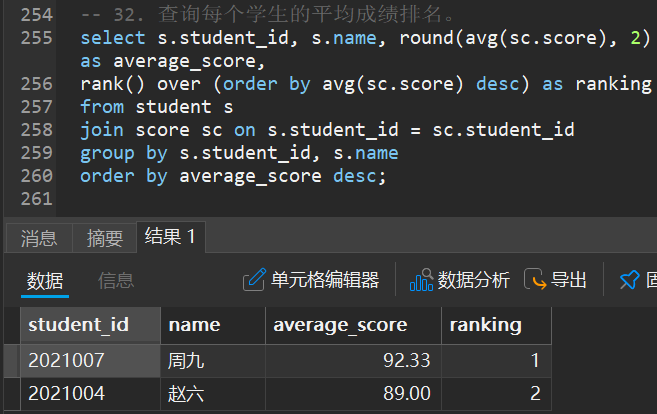 254 -- 32. 查询每个学生的平均成绩排名。
255 select s.student_id, s.name, round(avg(sc.score), 2)
as average_score,
256 rank() over (order by avg(sc.score) desc) as ranking
257 from student s
258 join score sc on s.student_id = sc.student_id
259 group by s.student_id, s.name
260 order by average_score desc;
261
消息 摘要 结果 1
数据 信息 单元格编辑器 数据分析 导出 固
student_id name average_score ranking
2021007 周九 92.33 1
2021004 赵六 89.00 2